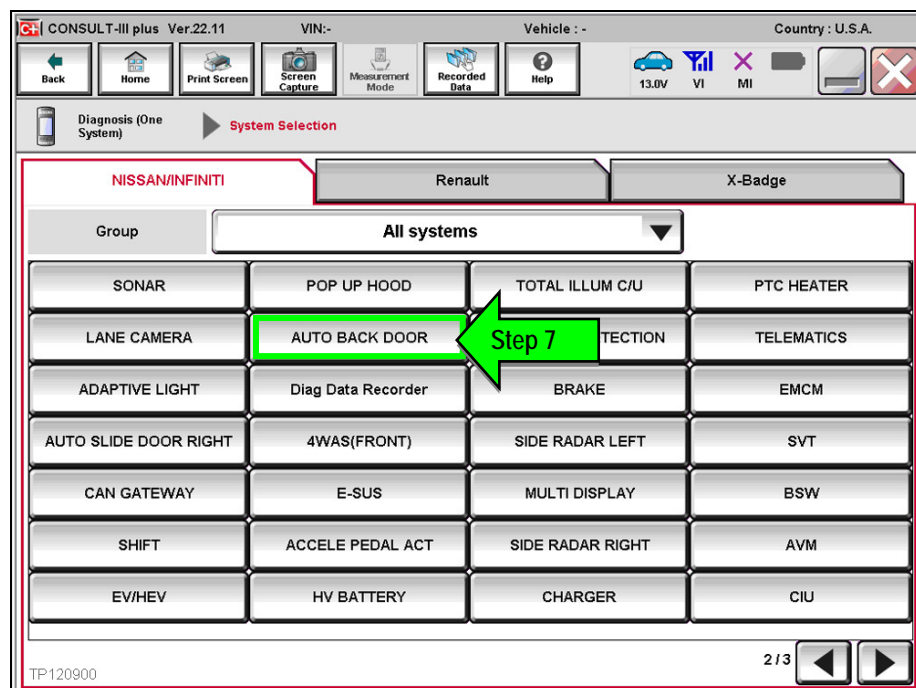 C+ CONSULT-III plus Ver.22.11 VIN:- Vehicle : - Country : U.S.A.
Back Home Print Screen Screen Capture Measurement Mode Recorded Data Help 13.0V VI MI
Diagnosis (One System) System Selection
NISSAN/INFINITI Renault X-Badge
Group All systems
SONAR POP UP HOOD TOTAL ILLUM C/U PTC HEATER
LANE CAMERA AUTO BACK DOOR Step 7 TECTION TELEMATICS
ADAPTIVE LIGHT Diag Data Recorder BRAKE EMCM
AUTO SLIDE DOOR RIGHT 4WAS(FRONT) SIDE RADAR LEFT SVT
CAN GATEWAY E-SUS MULTI DISPLAY BSW
SHIFT ACCELE PEDAL ACT SIDE RADAR RIGHT AVM
EV/HEV HV BATTERY CHARGER CIU
2/3
TP120900